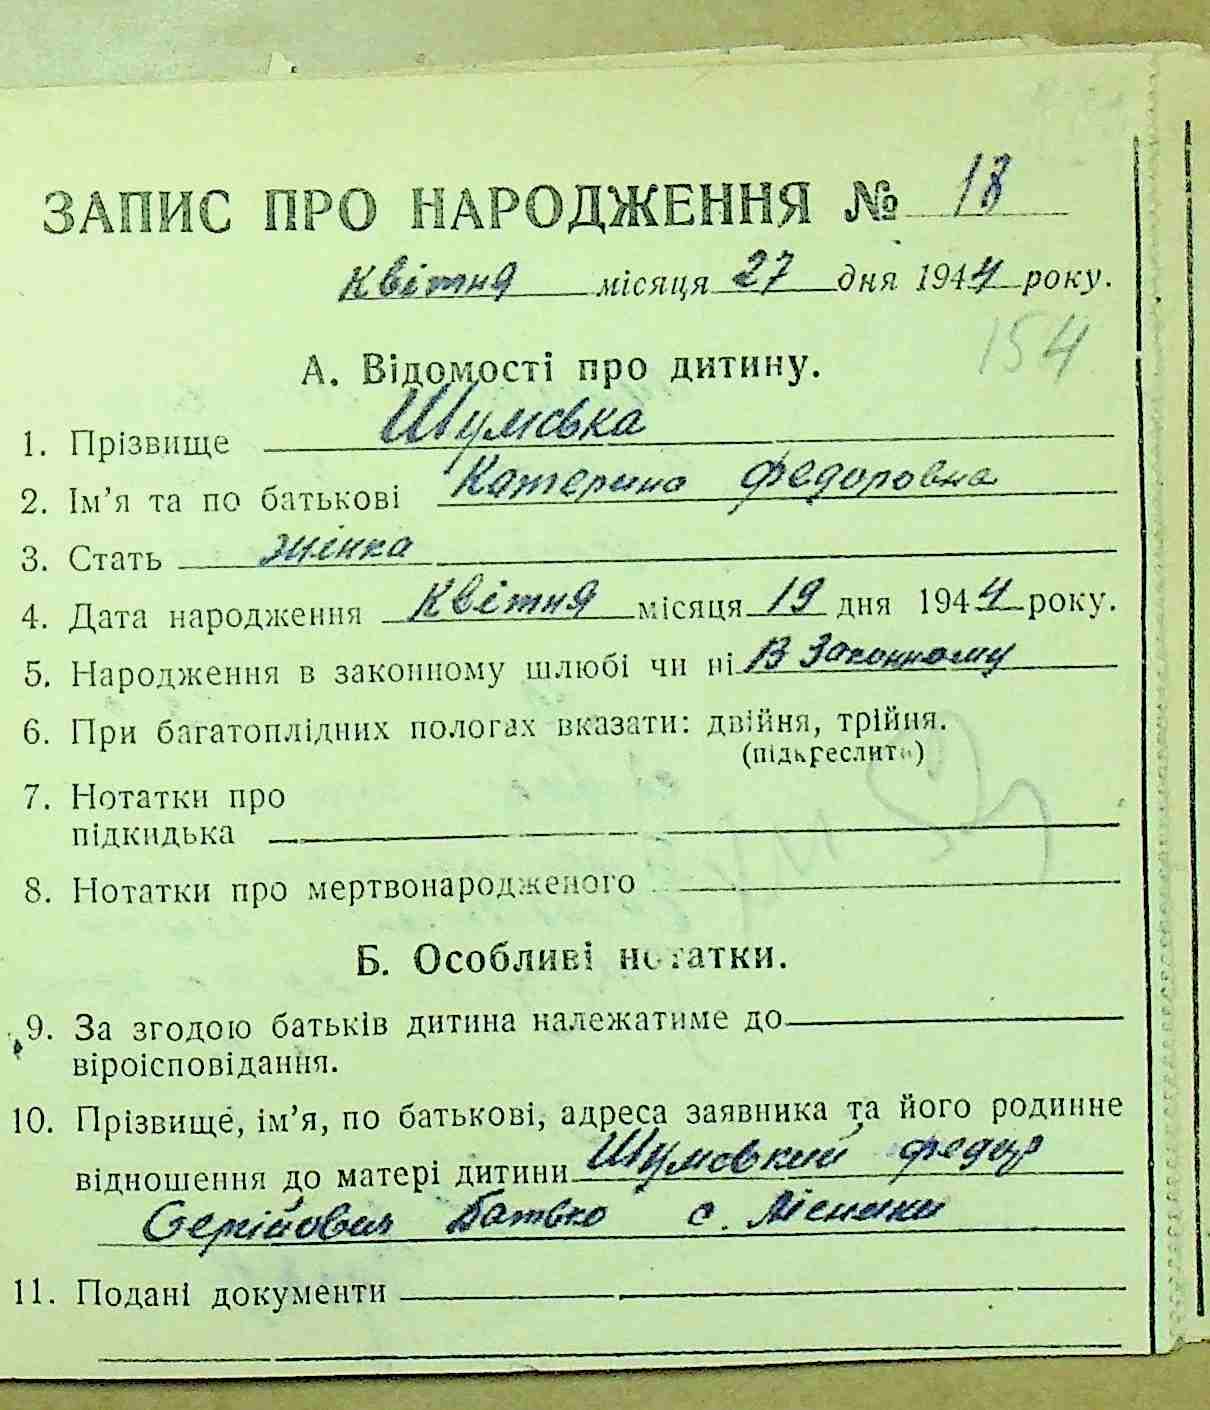 ЗАПИС ПРО НАРОДЖЕННЯ № 18
Квітня місяця 27 дня 1944 року.
154
А. Відомості про дитину.
1. Прізвище Шумська
2. Ім’я та по батькові Катерина Федоровна
3. Стать жінка
4. Дата народження Квітня місяця 19 дня 1944 року.
5. Народження в законному шлюбі чи ні В законному
6. При багатоплідних пологах вказати: двійня, трійня.
(підкреслити)
7. Нотатки про
підкидька
8. Нотатки про мертвонародженого
Б. Особливі нотатки.
9. За згодою батьків дитина належатиме до
віроісповідання.
10. Прізвище, ім’я, по батькові, адреса заявника та його родинне
відношення до матері дитини Шумський Федор
Батько с. Лісники
11. Подані документи